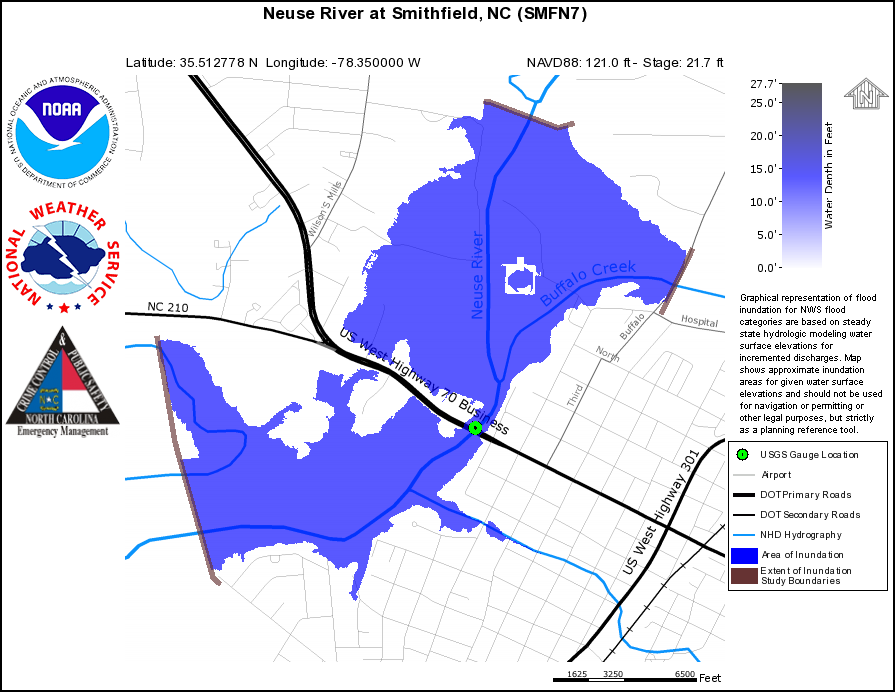 Neuse River at Smithfield, NC (SMFN7)
Latitude: 35.512778 N Longitude: -78.350000 W
NAVD88: 121.0 ft - Stage: 21.7 ft
NATIONAL OCEANIC AND ATMOSPHERIC ADMINISTRATION
NOAA
U.S. DEPARTMENT OF COMMERCE
NATIONAL WEATHER SERVICE
CRIME CONTROL & PUBLIC SAFETY
N C
NORTH CAROLINA
Emergency Management
Wilson'S Mills
NC 210
US West Highway 70 Business
Neuse River
Buffalo Creek
Buffalo
Hospital
North
Third
US West Highway 301
27.7'
25.0'
20.0'
15.0'
10.0'
5.0'
0.0'
Water Depth in Feet
N
Graphical representation of flood
inundation for NWS flood
categories are based on steady
state hydrologic modeling water
surface elevations for
incremented discharges. Map
shows approximate inundation
areas for given water surface
elevations and should not be used
for navigation or permitting or
other legal purposes, but strictly
as a planning reference tool.
USGS Gauge Location
Airport
DOT Primary Roads
DOT Secondary Roads
NHD Hydrography
Area of Inundation
Extent of Inundation
Study Boundaries
1625 3250 6500 Feet